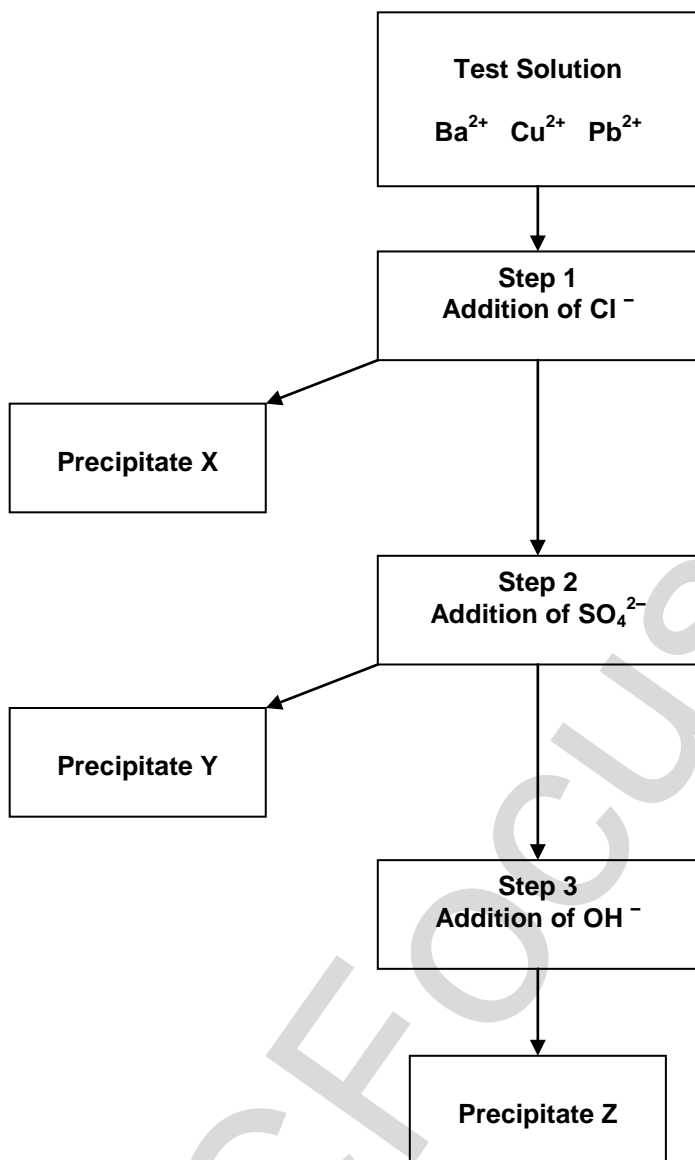 Test Solution
Ba²⁺ Cu²⁺ Pb²⁺
Step 1
Addition of Cl ⁻
Precipitate X
Step 2
Addition of SO₄²⁻
Precipitate Y
Step 3
Addition of OH ⁻
Precipitate Z
Focus